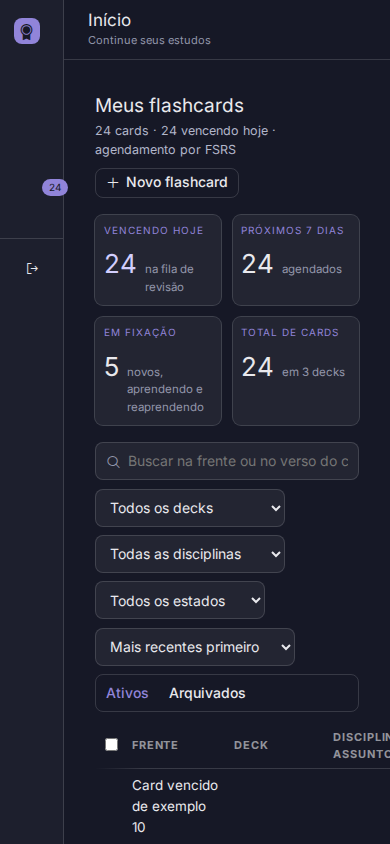 Início
Continue seus estudos
Meus flashcards
24 cards · 24 vencendo hoje ·
agendamento por FSRS
+ Novo flashcard
24
VENCENDO HOJE
24 na fila de
revisão
PRÓXIMOS 7 DIAS
24 agendados
EM FIXAÇÃO
5 novos,
aprendendo e
reaprendendo
TOTAL DE CARDS
24 em 3 decks
Buscar na frente ou no verso do c
Todos os decks
Todas as disciplinas
Todos os estados
Mais recentes primeiro
Ativos Arquivados
FRENTE DECK DISCIPLIN
ASSUNTO
Card vencido
de exemplo
10